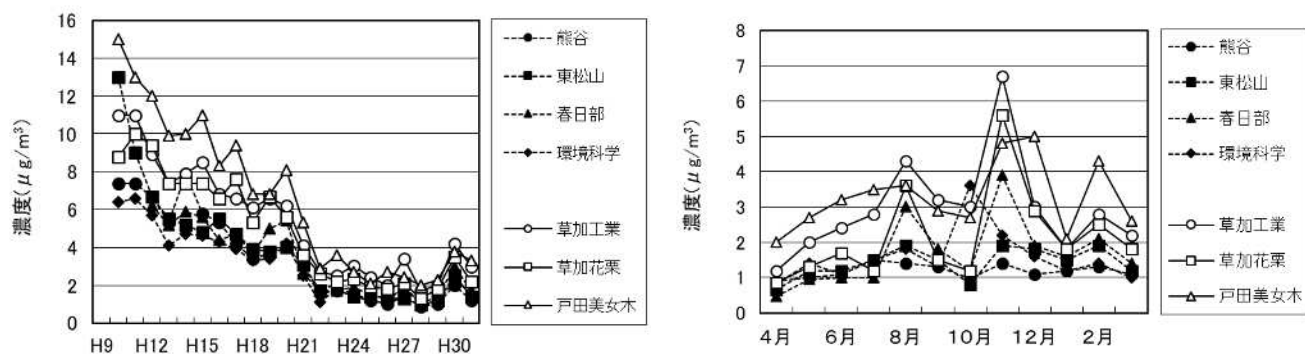 濃度(μg/m³)
16
14
12
10
8
6
4
2
0
H9 H12 H15 H18 H21 H24 H27 H30
熊谷
東松山
春日部
環境科学
草加工業
草加花栗
戸田美女木
濃度(μg/m³)
8
7
6
5
4
3
2
1
0
4月 6月 8月 10月 12月 2月
熊谷
東松山
春日部
環境科学
草加工業
草加花栗
戸田美女木